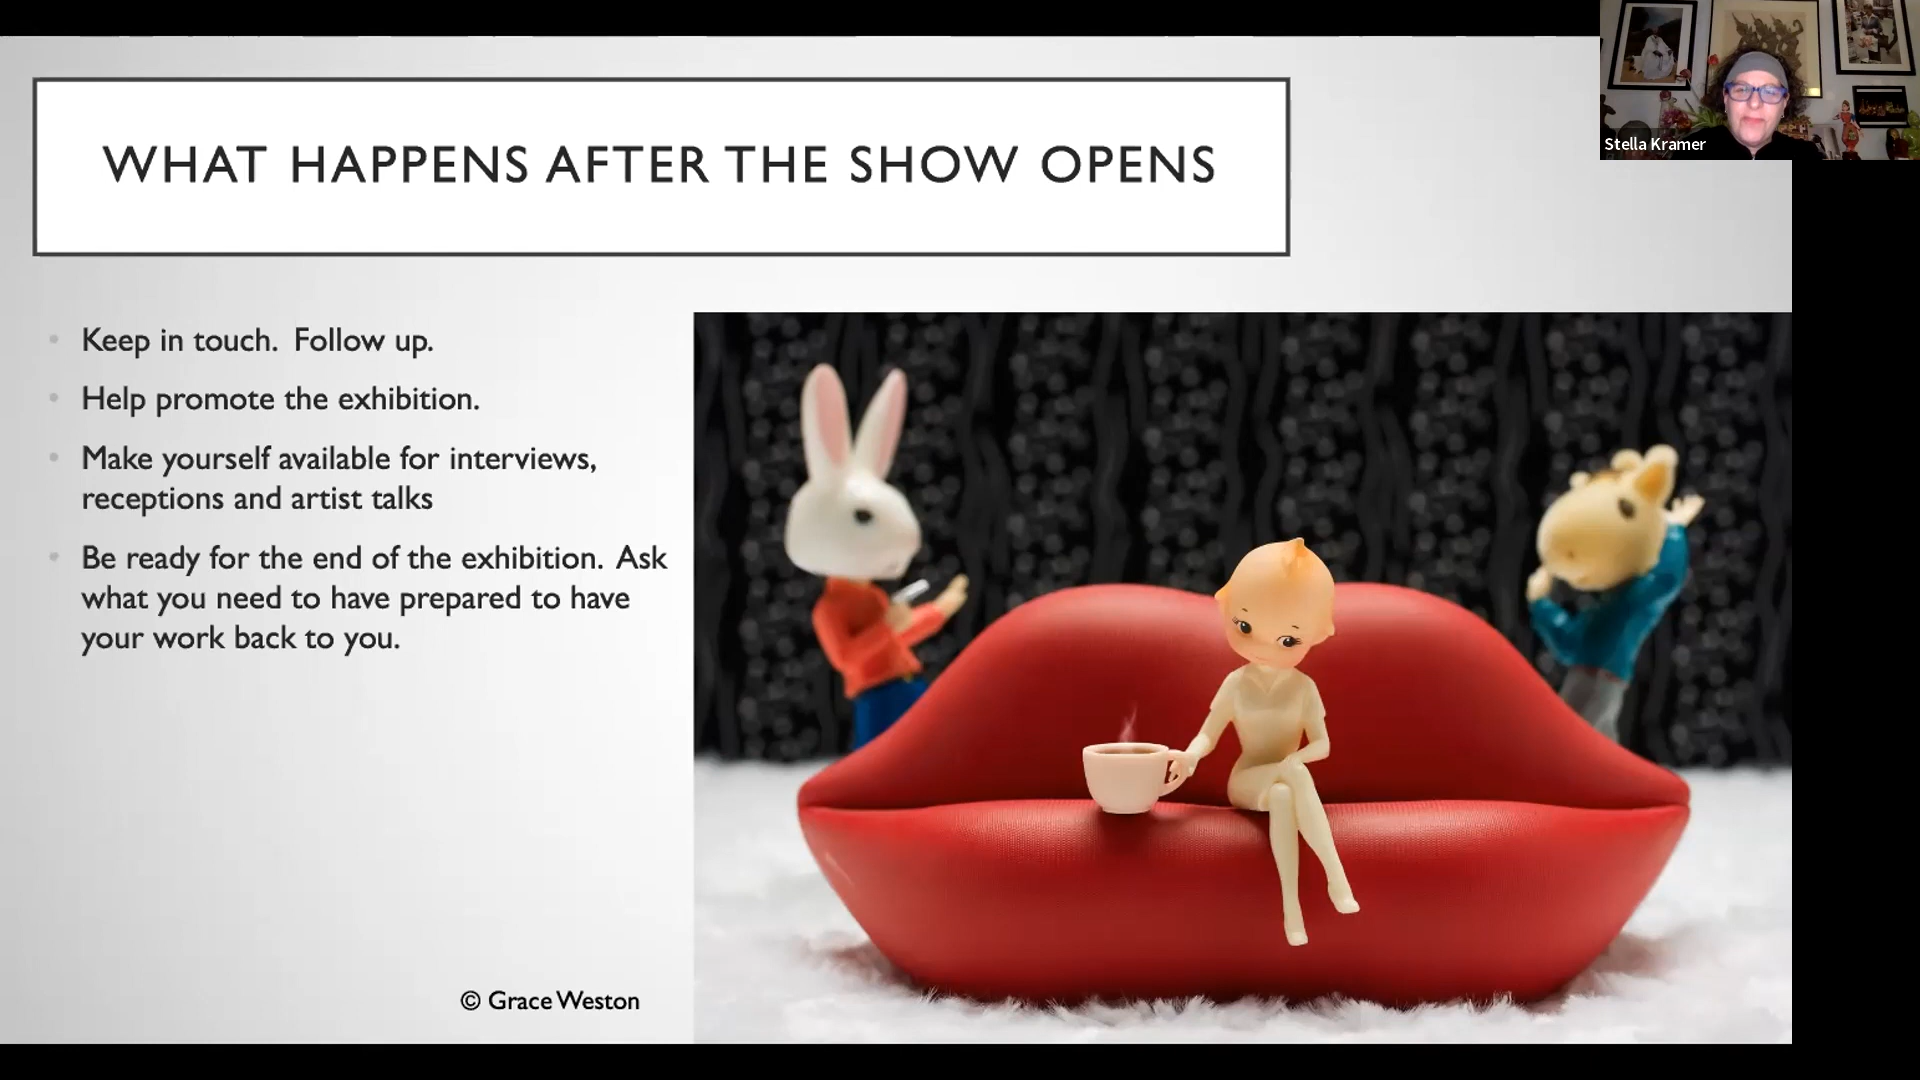 WHAT HAPPENS AFTER THE SHOW OPENS
Stella Kramer
Keep in touch. Follow up.
Help promote the exhibition.
Make yourself available for interviews,
receptions and artist talks
Be ready for the end of the exhibition. Ask
what you need to have prepared to have
your work back to you.
© Grace Weston